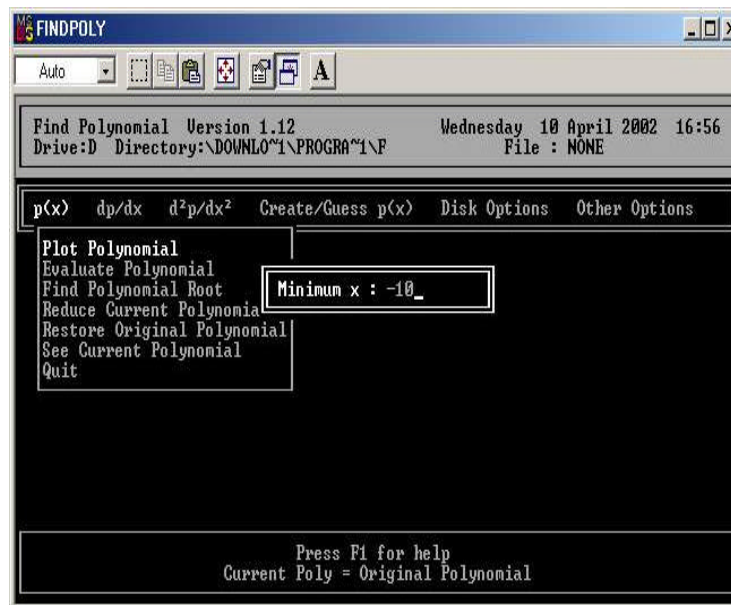 FINDPOLY
Auto
A
Find Polynomial Version 1.12 Wednesday 10 April 2002 16:56
Drive:D Directory:\DOWNLO~1\PROGRA~1\F File : NONE
p(x) dp/dx d²p/dx² Create/Guess p(x) Disk Options Other Options
Plot Polynomial
Evaluate Polynomial
Find Polynomial Root
Minimum x : -10_
Reduce Current Polynomia
Restore Original Polynomial
See Current Polynomial
Quit
Press F1 for help
Current Poly = Original Polynomial